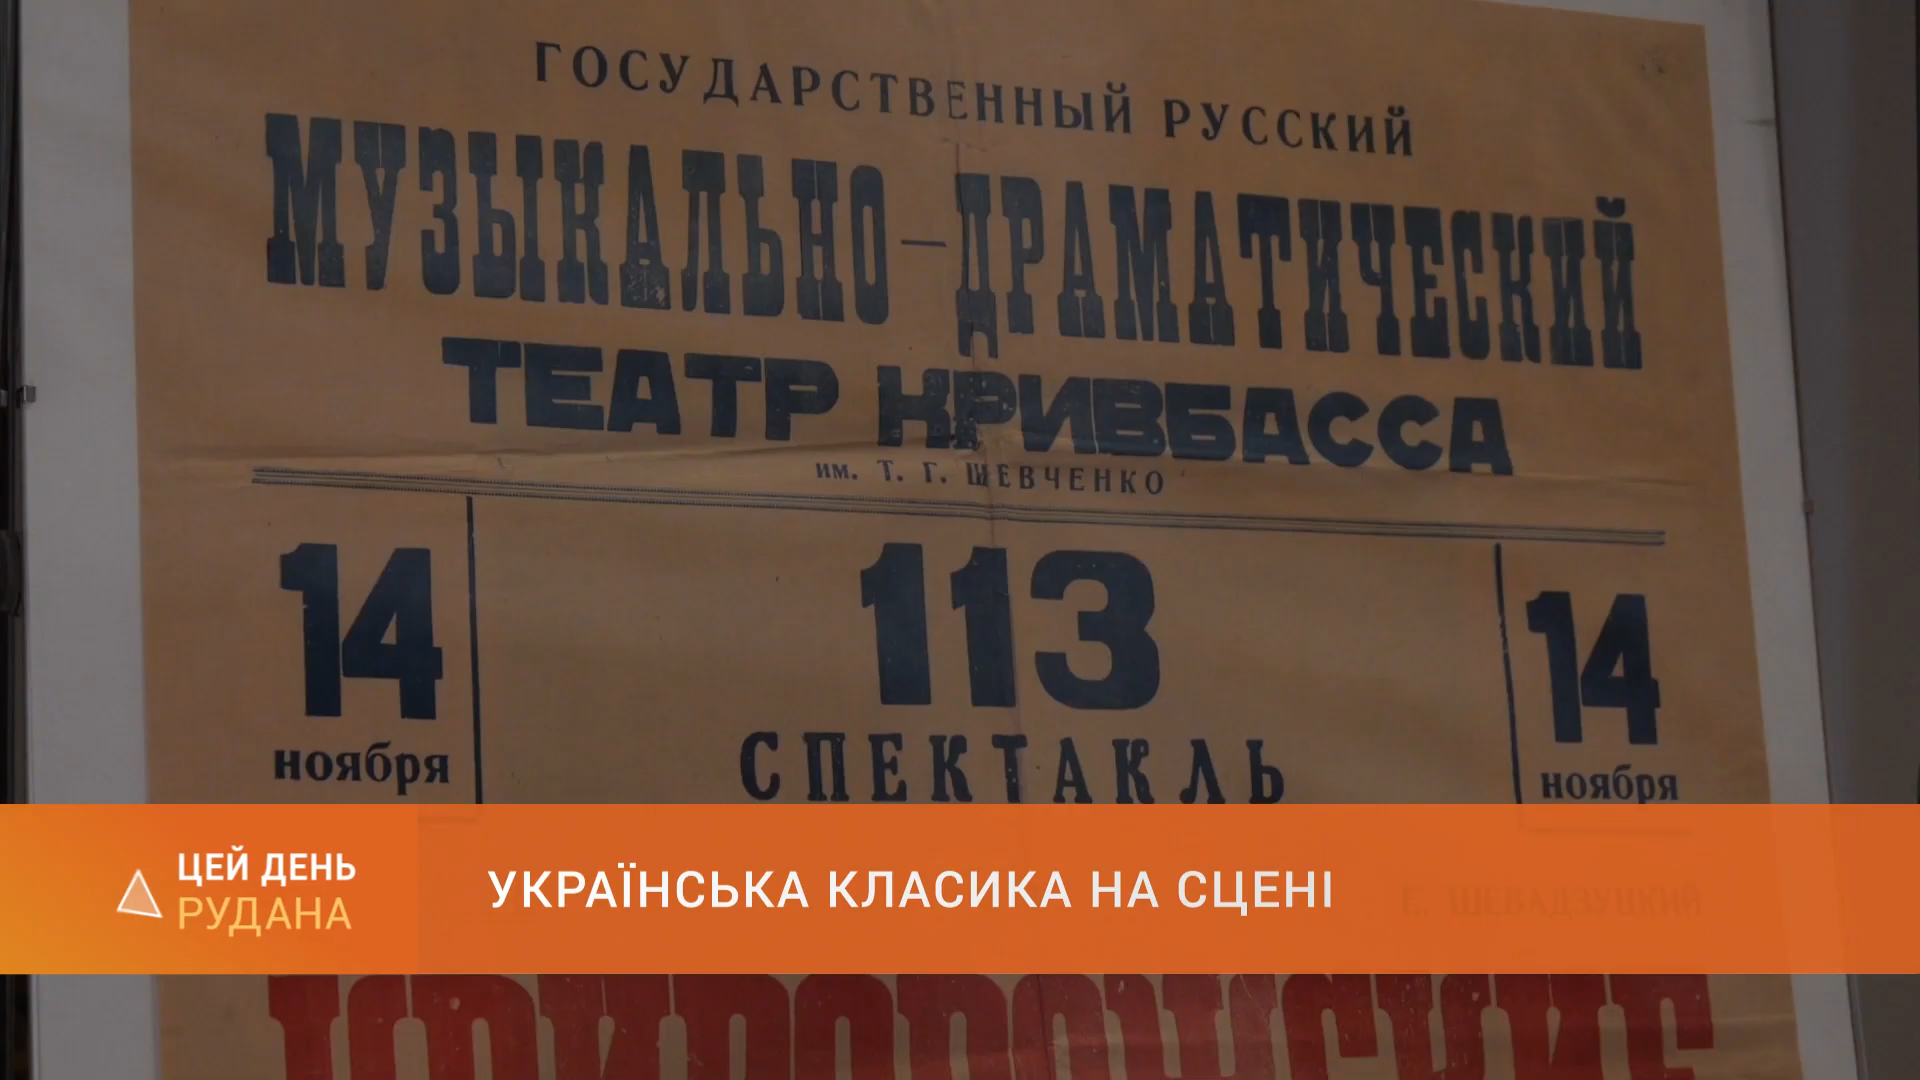 ГОСУДАРСТВЕННЫЙ РУССКИЙ
МУЗЫКАЛЬНО-ДРАМАТИЧЕСКИЙ
ТЕАТР КРИВБАССА
им. Т. Г. ШЕВЧЕНКО
14
ноября
113
СПЕКТАКЛЬ
14
ноября
ЦЕЙ ДЕНЬ
РУДАНА
УКРАЇНСЬКА КЛАСИКА НА СЦЕНІ